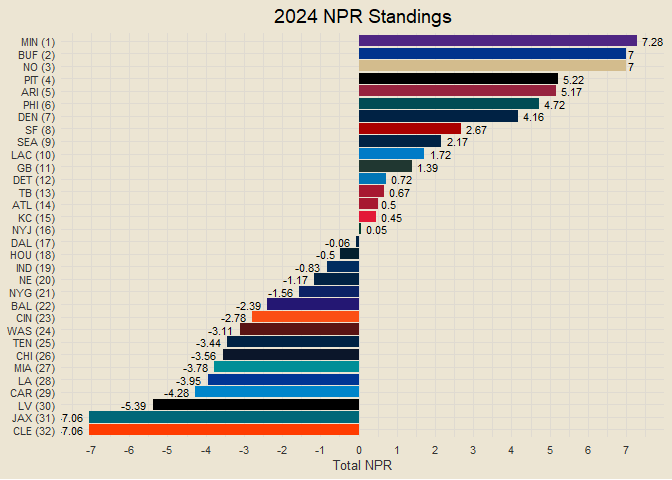 2024 NPR Standings
MIN (1) 7.28
BUF (2) 7
NO (3) 7
PIT (4) 5.22
ARI (5) 5.17
PHI (6) 4.72
DEN (7) 4.16
SF (8) 2.67
SEA (9) 2.17
LAC (10) 1.72
GB (11) 1.39
DET (12) 0.72
TB (13) 0.67
ATL (14) 0.5
KC (15) 0.45
NYJ (16) 0.05
DAL (17) -0.06
HOU (18) -0.5
IND (19) -0.83
NE (20) -1.17
NYG (21) -1.56
BAL (22) -2.39
CIN (23) -2.78
WAS (24) -3.11
TEN (25) -3.44
CHI (26) -3.56
MIA (27) -3.78
LA (28) -3.95
CAR (29) -4.28
LV (30) -5.39
JAX (31) -7.06
CLE (32) -7.06
-7 -6 -5 -4 -3 -2 -1 0 1 2 3 4 5 6 7
Total NPR